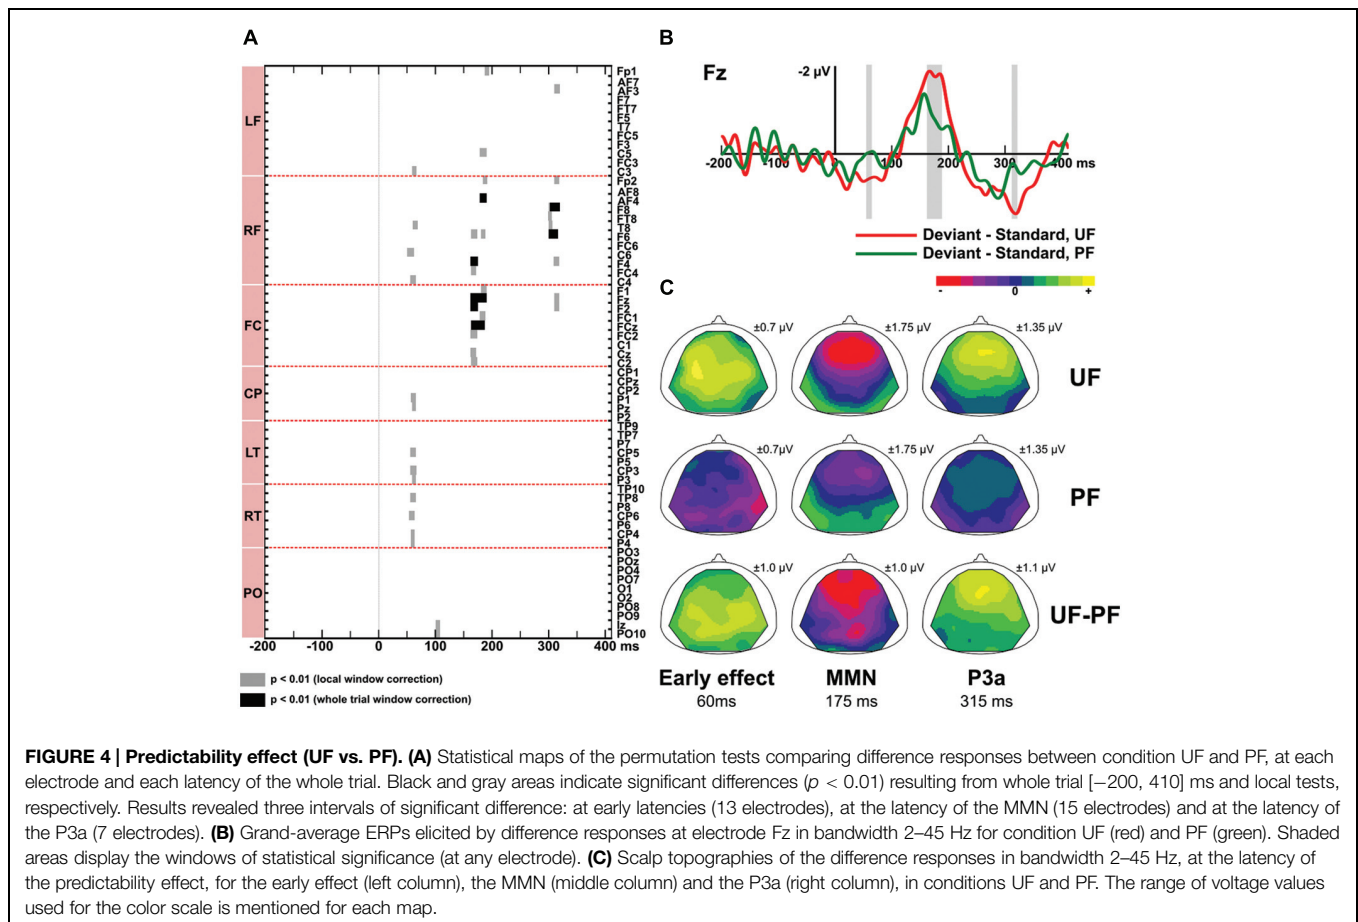 A
LF
RF
FC
CP
LT
RT
PO
Fp1
AF7
AF3
F7
FT7
F5
T7
FC5
F3
C5
FC3
C3
Fp2
AF8
AF4
F8
FT8
T8
F6
FC6
C6
F4
FC4
C4
F1
Fz
F2
FC1
FCz
FC2
C1
Cz
C2
CP1
CPz
CP2
P1
Pz
P2
TP9
TP7
P7
CP5
P5
CP3
P3
TP10
TP8
P8
CP6
P6
CP4
P4
PO3
POz
PO4
PO7
O1
O2
PO8
PO9
Iz
PO10
-200 -100 0 100 200 300 400 ms
p < 0.01 (local window correction)
p < 0.01 (whole trial window correction)
B
Fz
-2 µV
-200 -100 0 100 200 300 400 ms
Deviant - Standard, UF
Deviant - Standard, PF
- 0 +
C
±0.7 µV ±1.75 µV ±1.35 µV
UF
±0.7µV ±1.75 µV ±1.35 µV
PF
±1.0 µV ±1.0 µV ±1.1 µV
UF-PF
Early effect MMN P3a
60ms 175 ms 315 ms
FIGURE 4 | Predictability effect (UF vs. PF). (A) Statistical maps of the permutation tests comparing difference responses between condition UF and PF, at each
electrode and each latency of the whole trial. Black and gray areas indicate significant differences (p < 0.01) resulting from whole trial [−200, 410] ms and local tests,
respectively. Results revealed three intervals of significant difference: at early latencies (13 electrodes), at the latency of the MMN (15 electrodes) and at the latency of
the P3a (7 electrodes). (B) Grand-average ERPs elicited by difference responses at electrode Fz in bandwidth 2–45 Hz for condition UF (red) and PF (green). Shaded
areas display the windows of statistical significance (at any electrode). (C) Scalp topographies of the difference responses in bandwidth 2–45 Hz, at the latency of
the predictability effect, for the early effect (left column), the MMN (middle column) and the P3a (right column), in conditions UF and PF. The range of voltage values
used for the color scale is mentioned for each map.